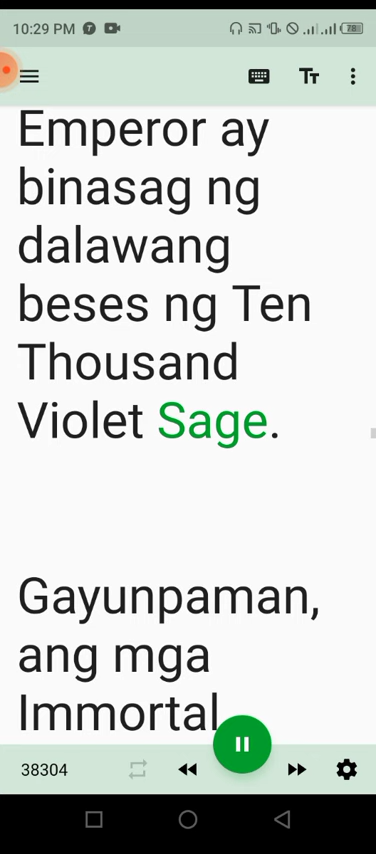 10:29 PM
78
Emperor ay
binasag ng
dalawang
beses ng Ten
Thousand
Violet Sage.
Gayunpaman,
ang mga
Immortal
38304